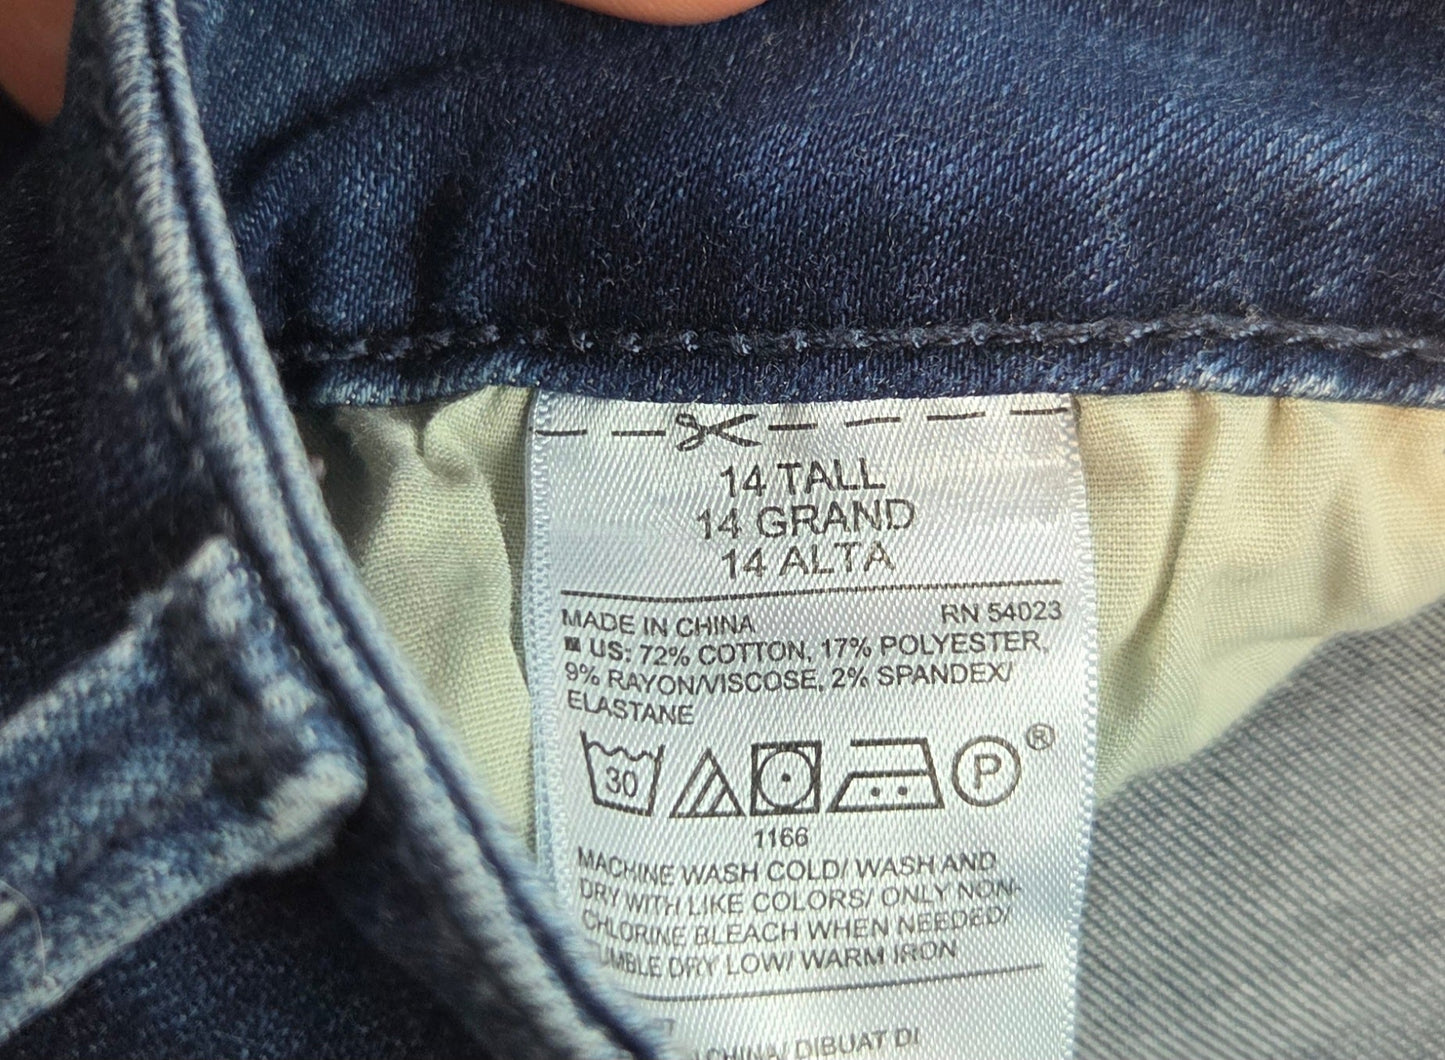 14 TALL
14 GRAND
14 ALTA
MADE IN CHINA RN 54023
US: 72% COTTON, 17% POLYESTER,
9% RAYON/VISCOSE, 2% SPANDEX/
ELASTANE
30 P ®
1166
MACHINE WASH COLD/ WASH AND
DRY WITH LIKE COLORS/ ONLY NON-
CHLORINE BLEACH WHEN NEEDED/
UMBLE DRY LOW/ WARM IRON
CHINA/ DIBUAT DI